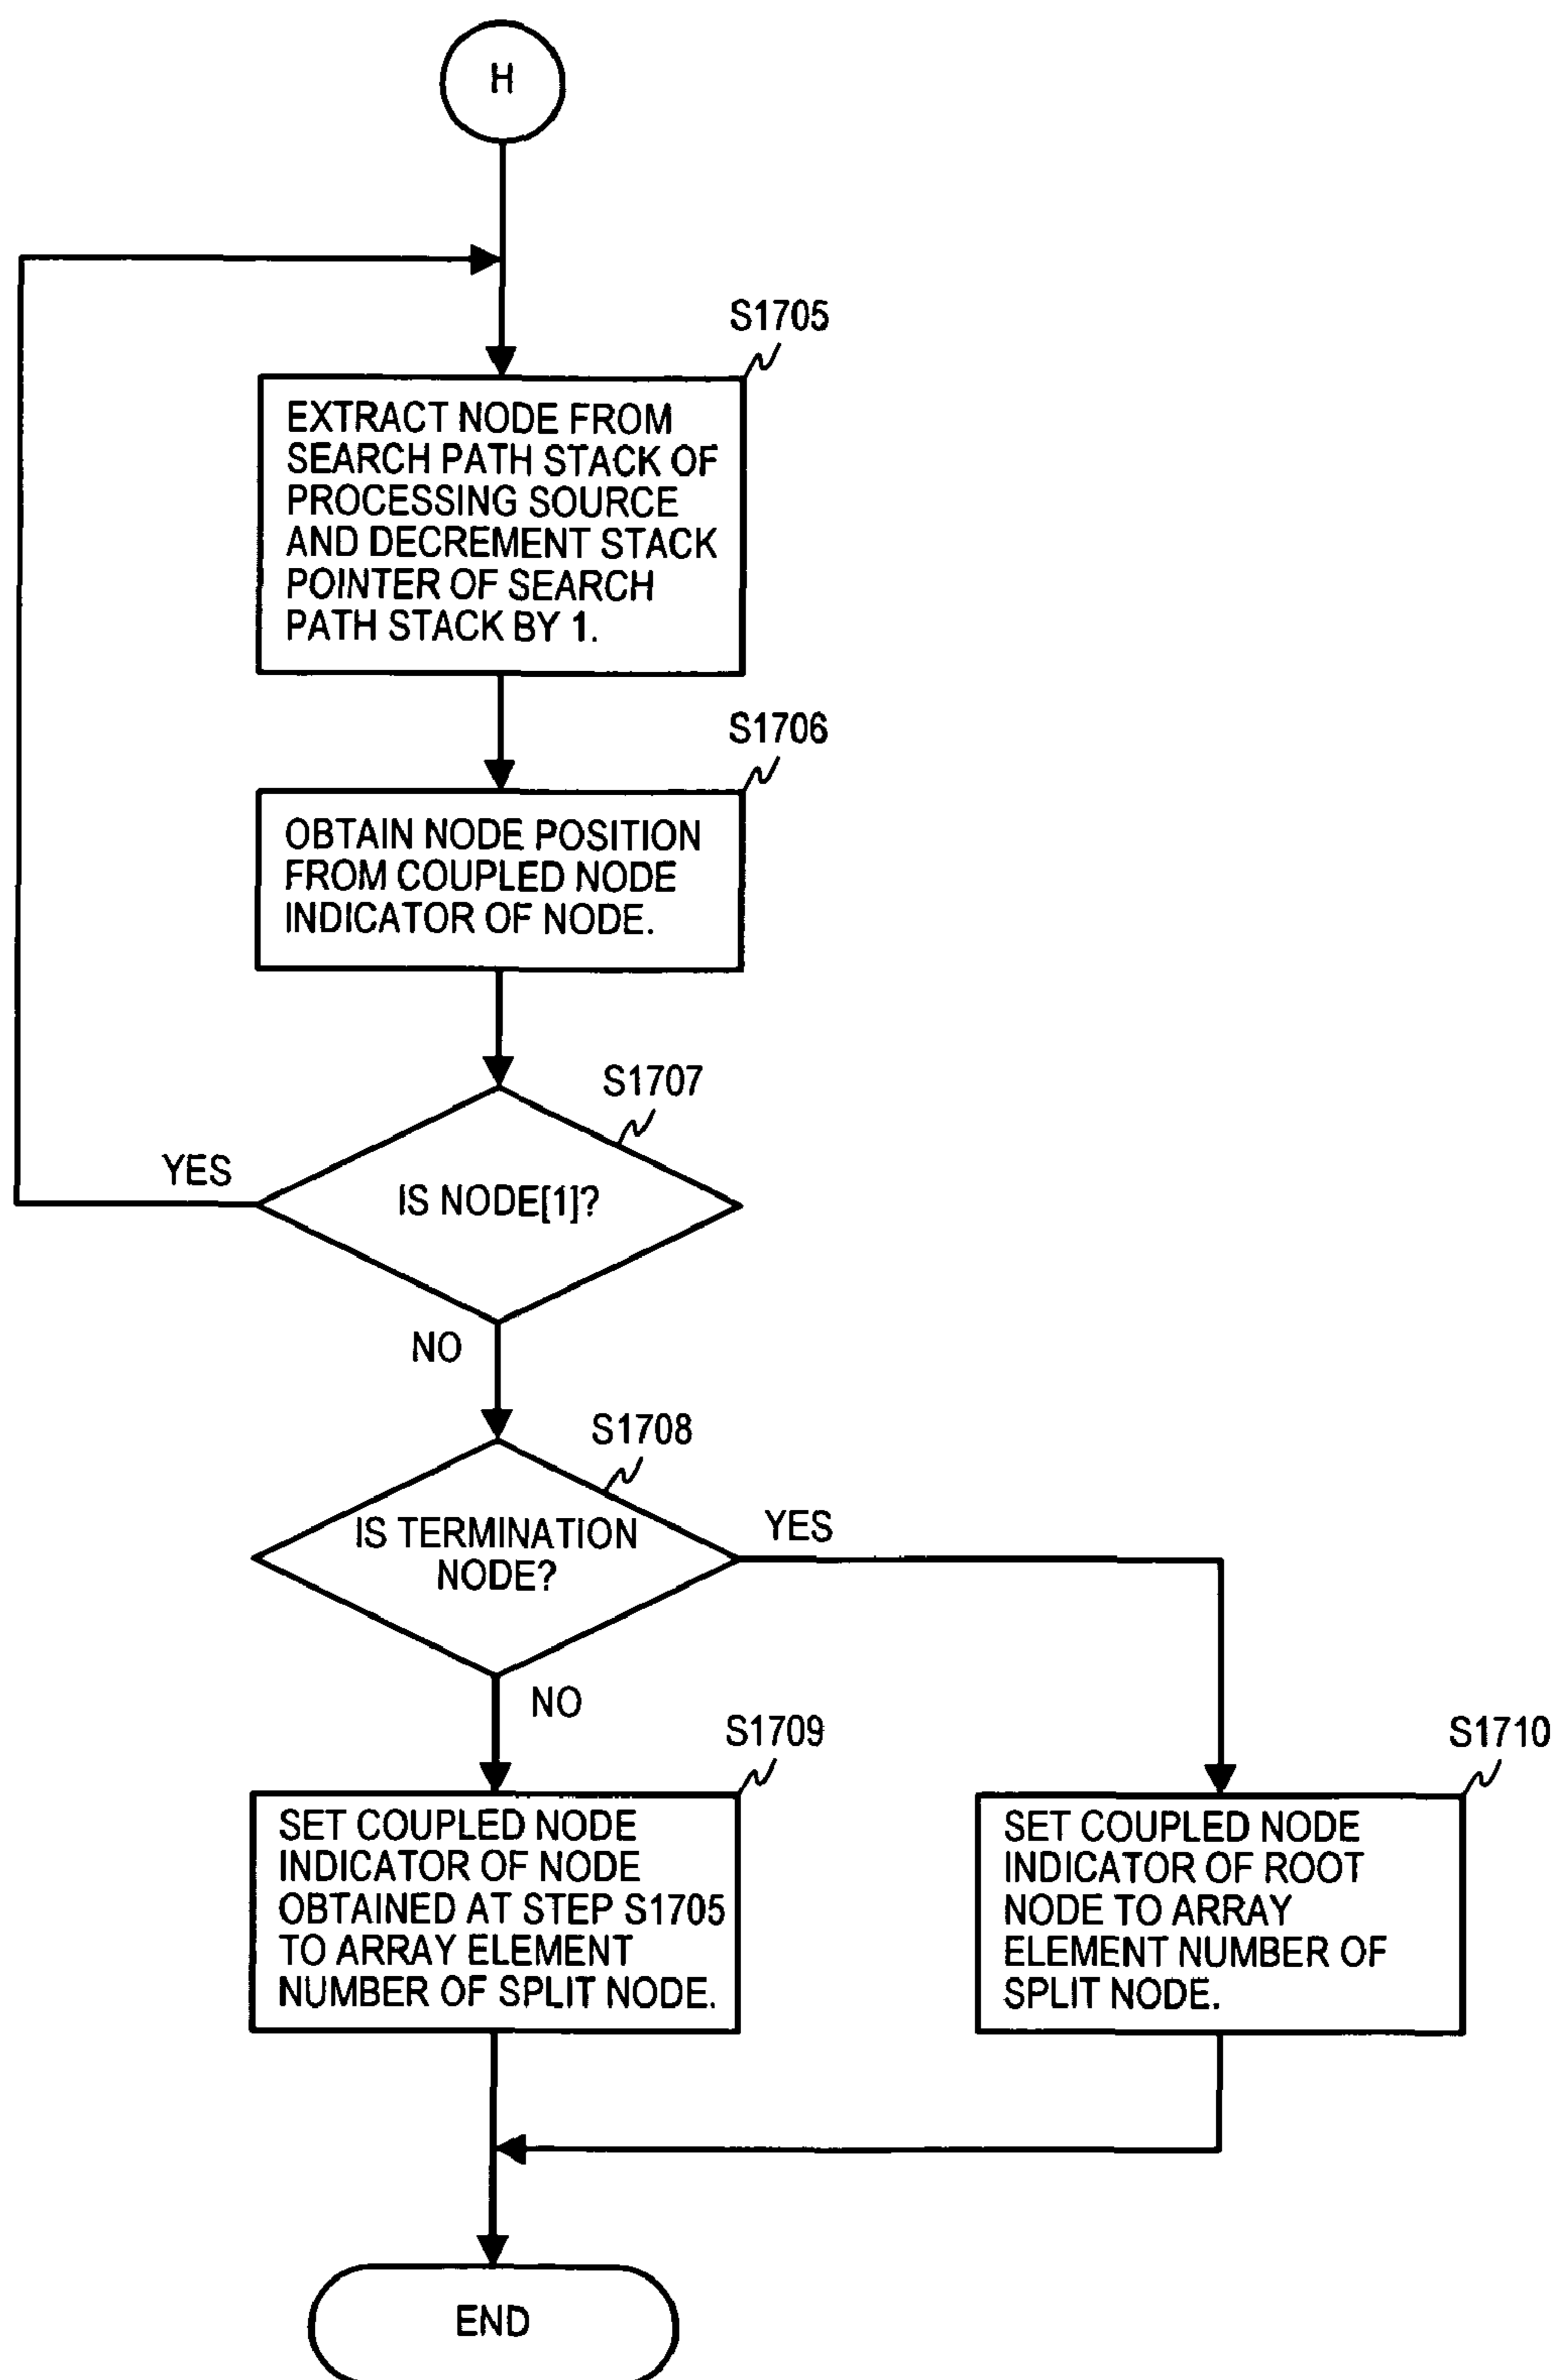 H
S1705
EXTRACT NODE FROM
SEARCH PATH STACK OF
PROCESSING SOURCE
AND DECREMENT STACK
POINTER OF SEARCH
PATH STACK BY 1.
S1706
OBTAIN NODE POSITION
FROM COUPLED NODE
INDICATOR OF NODE.
S1707
YES
IS NODE[1]?
NO
S1708
IS TERMINATION
NODE?
YES
NO
S1709
SET COUPLED NODE
INDICATOR OF NODE
OBTAINED AT STEP S1705
TO ARRAY ELEMENT
NUMBER OF SPLIT NODE.
S1710
SET COUPLED NODE
INDICATOR OF ROOT
NODE TO ARRAY
ELEMENT NUMBER OF
SPLIT NODE.
END